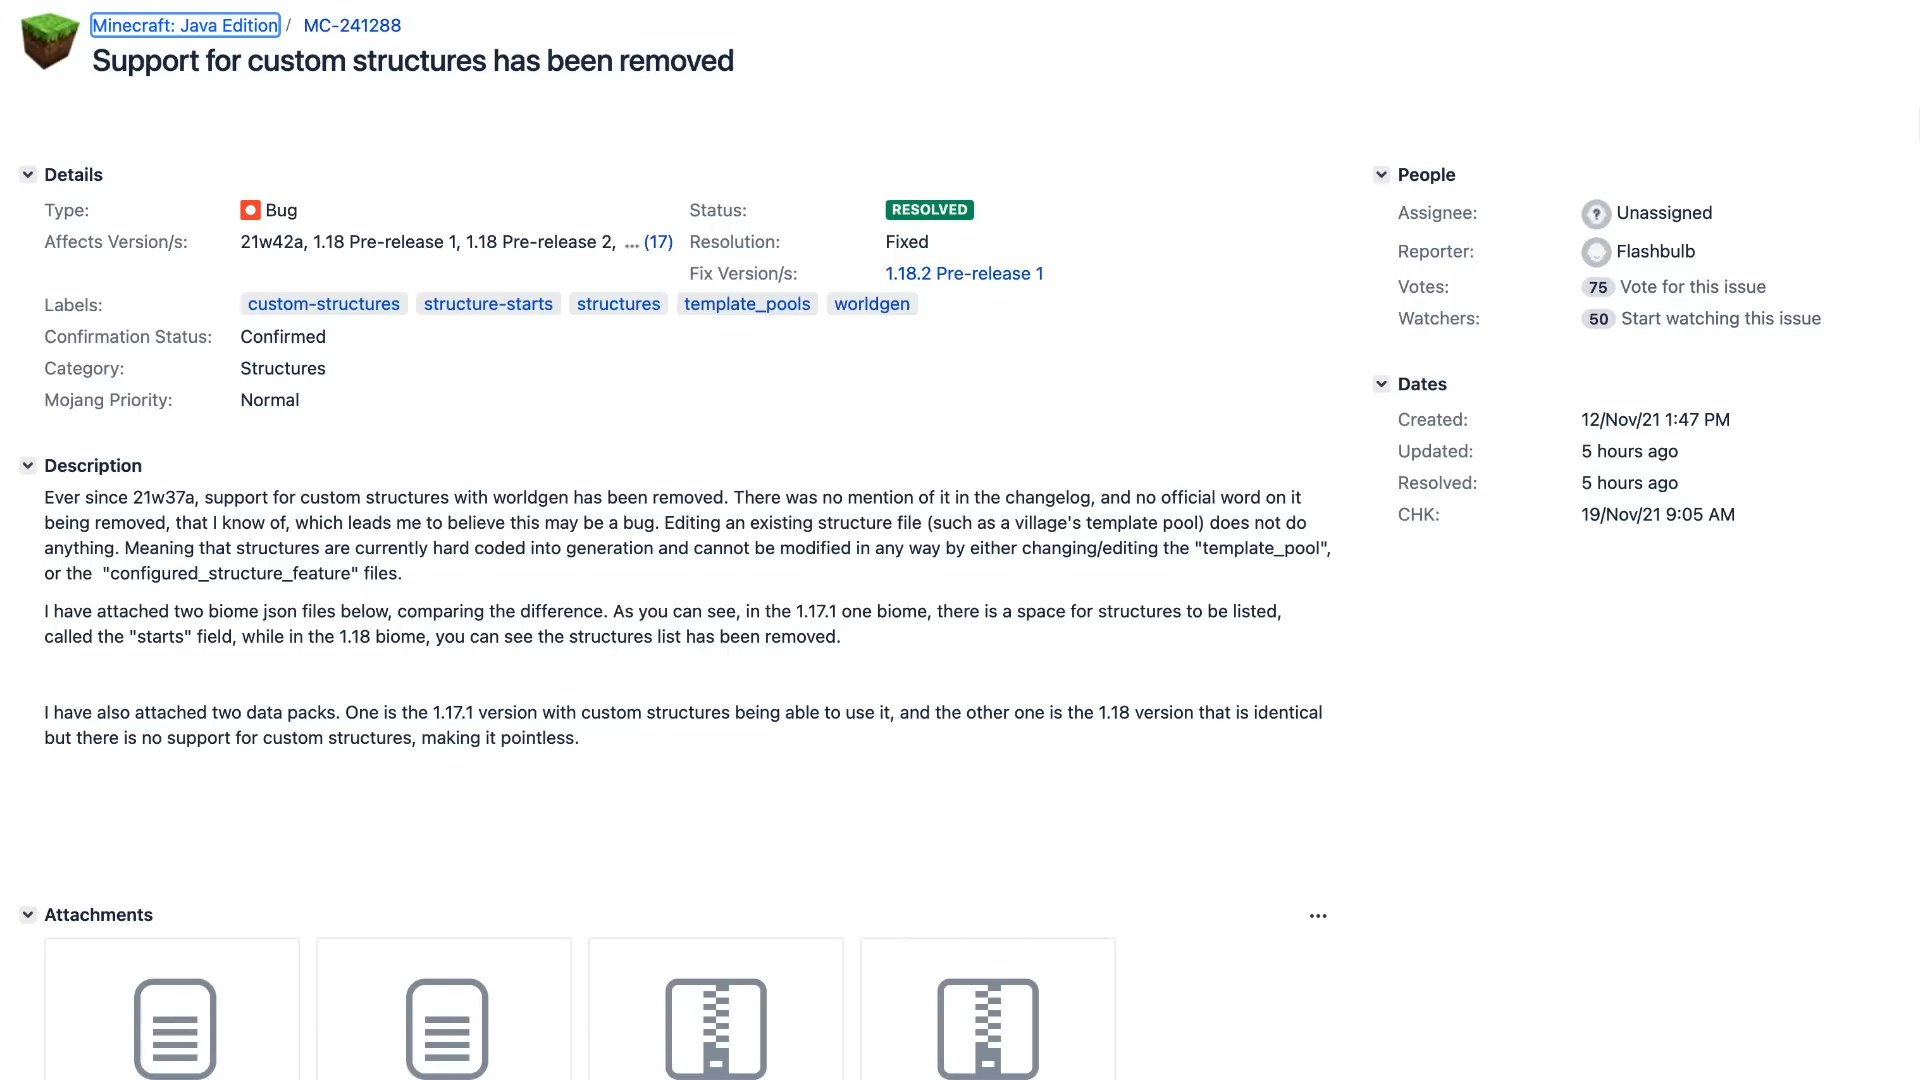 Minecraft: Java Edition / MC-241288
Support for custom structures has been removed
Details
Type: Bug
Status: RESOLVED
Affects Version/s: 21w42a, 1.18 Pre-release 1, 1.18 Pre-release 2, ... (17)
Resolution: Fixed
Fix Version/s: 1.18.2 Pre-release 1
Labels: custom-structures structure-starts structures template_pools worldgen
Confirmation Status: Confirmed
Category: Structures
Mojang Priority: Normal
Description
Ever since 21w37a, support for custom structures with worldgen has been removed. There was no mention of it in the changelog, and no official word on it
being removed, that I know of, which leads me to believe this may be a bug. Editing an existing structure file (such as a village's template pool) does not do
anything. Meaning that structures are currently hard coded into generation and cannot be modified in any way by either changing/editing the "template_pool",
or the  "configured_structure_feature" files.
I have attached two biome json files below, comparing the difference. As you can see, in the 1.17.1 one biome, there is a space for structures to be listed,
called the "starts" field, while in the 1.18 biome, you can see the structures list has been removed.
I have also attached two data packs. One is the 1.17.1 version with custom structures being able to use it, and the other one is the 1.18 version that is identical
but there is no support for custom structures, making it pointless.
Attachments
...
People
Assignee: Unassigned
Reporter: Flashbulb
Votes: 75 Vote for this issue
Watchers: 50 Start watching this issue
Dates
Created: 12/Nov/21 1:47 PM
Updated: 5 hours ago
Resolved: 5 hours ago
CHK: 19/Nov/21 9:05 AM